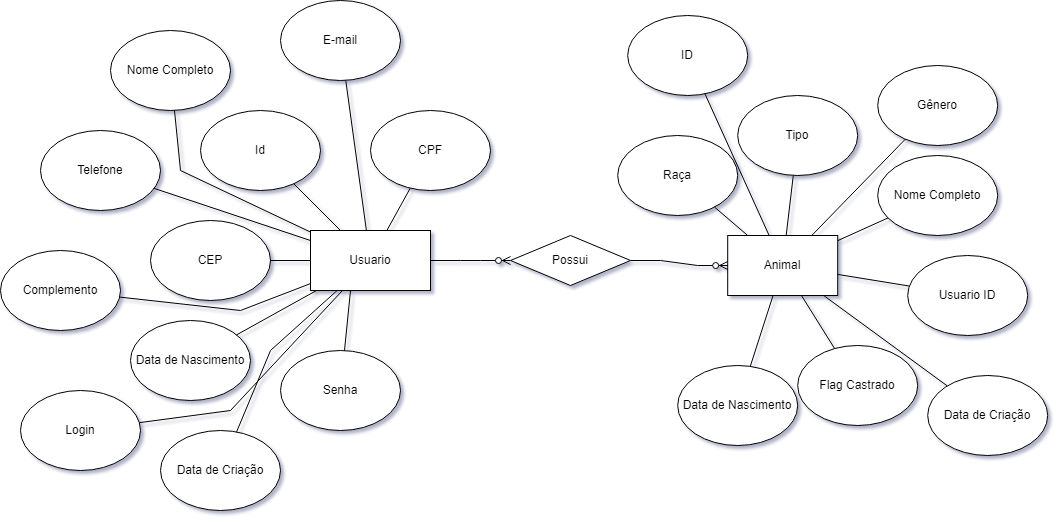 E-mail
Nome Completo
Id
CPF
Telefone
CEP
Usuario
Complemento
Data de Nascimento
Senha
Login
Data de Criação
Possui
ID
Gênero
Tipo
Raça
Nome Completo
Animal
Usuario ID
Flag Castrado
Data de Nascimento
Data de Criação